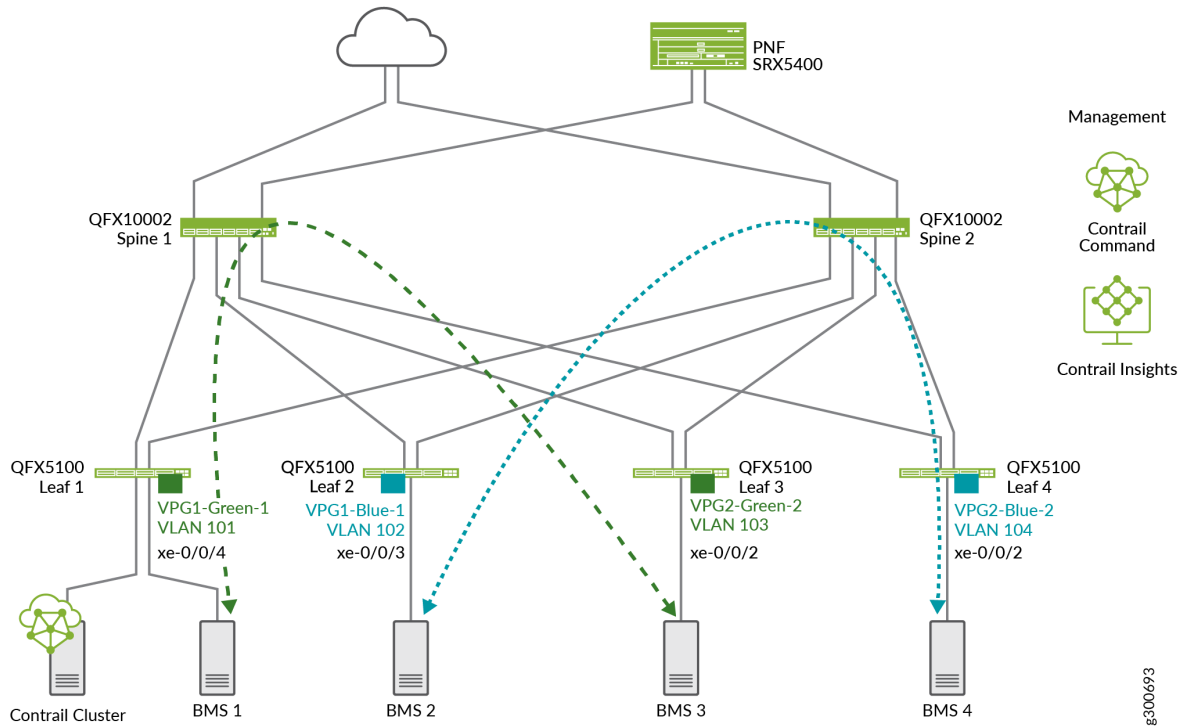 PNF
SRX5400
Management
Contrail
Command
Contrail Insights
QFX10002
Spine 1
QFX10002
Spine 2
QFX5100
Leaf 1
VPG1-Green-1
VLAN 101
xe-0/0/4
QFX5100
Leaf 2
VPG1-Blue-1
VLAN 102
xe-0/0/3
QFX5100
Leaf 3
VPG2-Green-2
VLAN 103
xe-0/0/2
QFX5100
Leaf 4
VPG2-Blue-2
VLAN 104
xe-0/0/2
Contrail Cluster
BMS 1
BMS 2
BMS 3
BMS 4
g300693